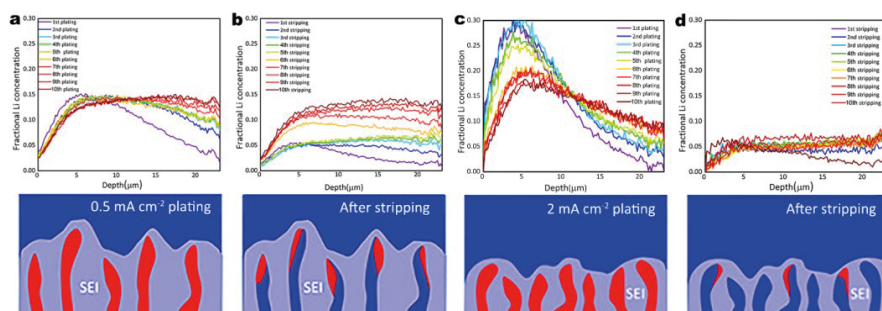 a
0.30
0.25
0.20
0.15
0.10
0.05
0.00
Fractional Li concentration
1st plating
2nd plating
3rd plating
4th plating
5th plating
6th plating
7th plating
8th plating
9th plating
10th plating
0 5 10 15 20
Depth(μm)
0.5 mA cm-2 plating
SEI
b
0.30
0.25
0.20
0.15
0.10
0.05
0.00
Fractional Li concentration
1st stripping
2nd stripping
3rd stripping
4th stripping
5th stripping
6th stripping
7th stripping
8th stripping
9th stripping
10th stripping
0 5 10 15 20
Depth(μm)
After stripping
SEI
c
0.30
0.25
0.20
0.15
0.10
0.05
0.00
Fractional Li concentration
1st plating
2nd plating
3rd plating
4th plating
5th plating
6th plating
7th plating
8th plating
9th plating
10th plating
0 5 10 15 20
Depth(μm)
2 mA cm-2 plating
SEI
d
0.30
0.25
0.20
0.15
0.10
0.05
0.00
Fractional Li concentration
1st stripping
2nd stripping
3rd stripping
4th stripping
5th stripping
6th stripping
7th stripping
8th stripping
9th stripping
10th stripping
0 5 10 15 20
Depth(μm)
After stripping
SEI